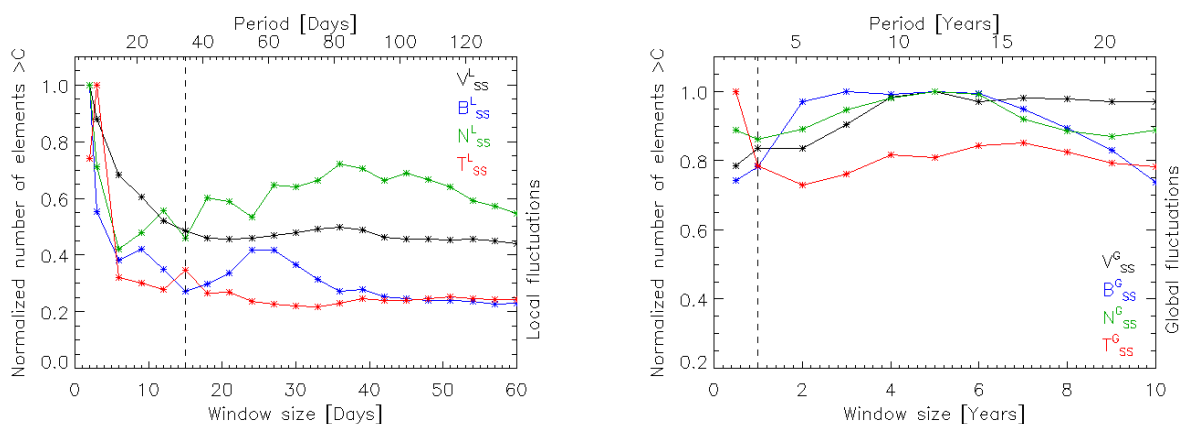 Period [Days]
20 40 60 80 100 120
Normalized number of elements >C
1.0
0.8
0.6
0.4
0.2
0.0
V^L_SS
B^L_SS
N^L_SS
T^L_SS
Local fluctuations
0 10 20 30 40 50 60
Window size [Days]
Period [Years]
5 10 15 20
Normalized number of elements >C
1.0
0.8
0.6
0.4
0.2
V^G_SS
B^G_SS
N^G_SS
T^G_SS
Global fluctuations
0 2 4 6 8 10
Window size [Years]